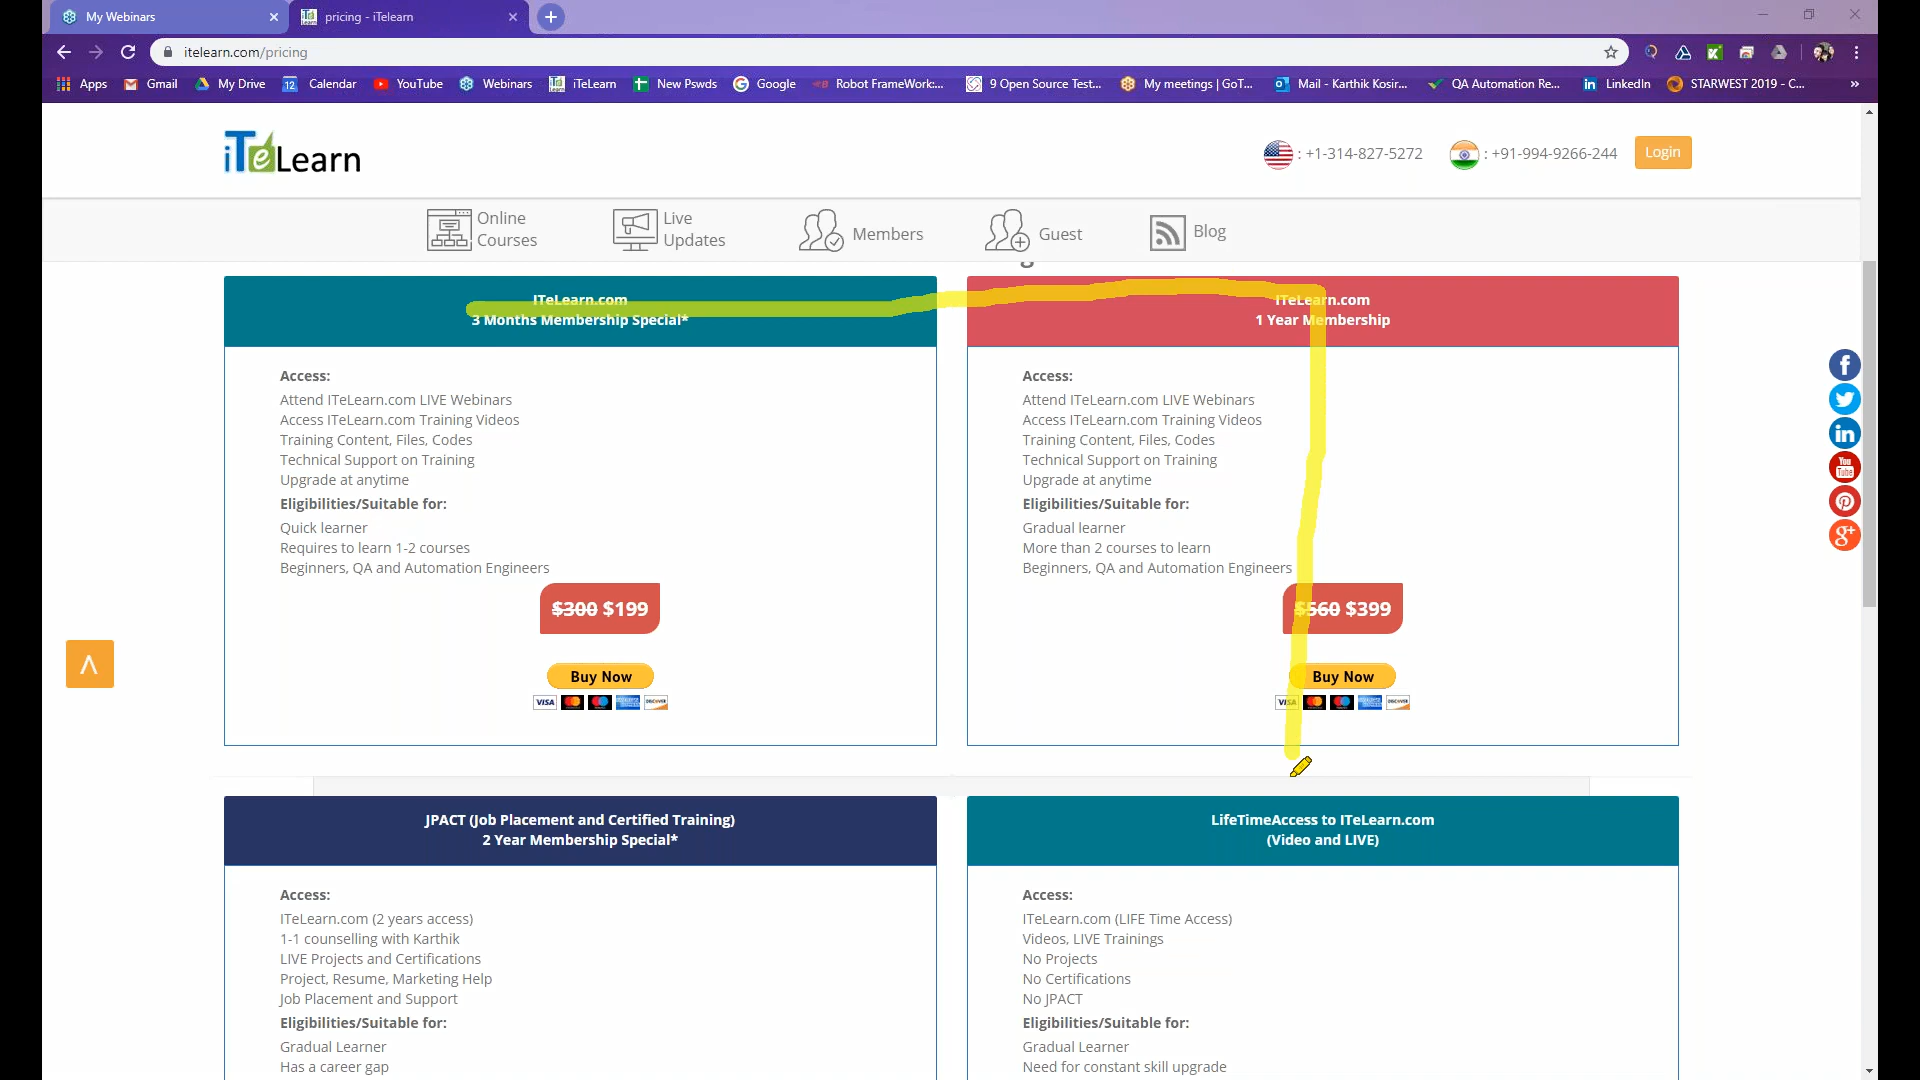 My Webinars
pricing - iTelearn
itelearn.com/pricing
Apps
Gmail
My Drive
12
Calendar
YouTube
Webinars
iTeLearn
New Pswds
Google
Robot FrameWork:...
9 Open Source Test...
My meetings | GoT...
Mail - Karthik Kosir...
QA Automation Re...
LinkedIn
STARWEST 2019 - C...
»
iTeLearn
: +1-314-827-5272
: +91-994-9266-244
Login
Online
Courses
Live
Updates
Members
Guest
Blog
ITeLearn.com
3 Months Membership Special*
Access:
Attend ITeLearn.com LIVE Webinars
Access ITeLearn.com Training Videos
Training Content, Files, Codes
Technical Support on Training
Upgrade at anytime
Eligibilities/Suitable for:
Quick learner
Requires to learn 1-2 courses
Beginners, QA and Automation Engineers
$300 $199
Buy Now
VISA
DISCOVER
ITeLearn.com
1 Year Membership
Access:
Attend ITeLearn.com LIVE Webinars
Access ITeLearn.com Training Videos
Training Content, Files, Codes
Technical Support on Training
Upgrade at anytime
Eligibilities/Suitable for:
Gradual learner
More than 2 courses to learn
Beginners, QA and Automation Engineers
$560 $399
Buy Now
VISA
DISCOVER
JPACT (Job Placement and Certified Training)
2 Year Membership Special*
Access:
ITeLearn.com (2 years access)
1-1 counselling with Karthik
LIVE Projects and Certifications
Project, Resume, Marketing Help
Job Placement and Support
Eligibilities/Suitable for:
Gradual Learner
Has a career gap
LifeTimeAccess to ITeLearn.com
(Video and LIVE)
Access:
ITeLearn.com (LIFE Time Access)
Videos, LIVE Trainings
No Projects
No Certifications
No JPACT
Eligibilities/Suitable for:
Gradual Learner
Need for constant skill upgrade
f
in
You
Tube
g+